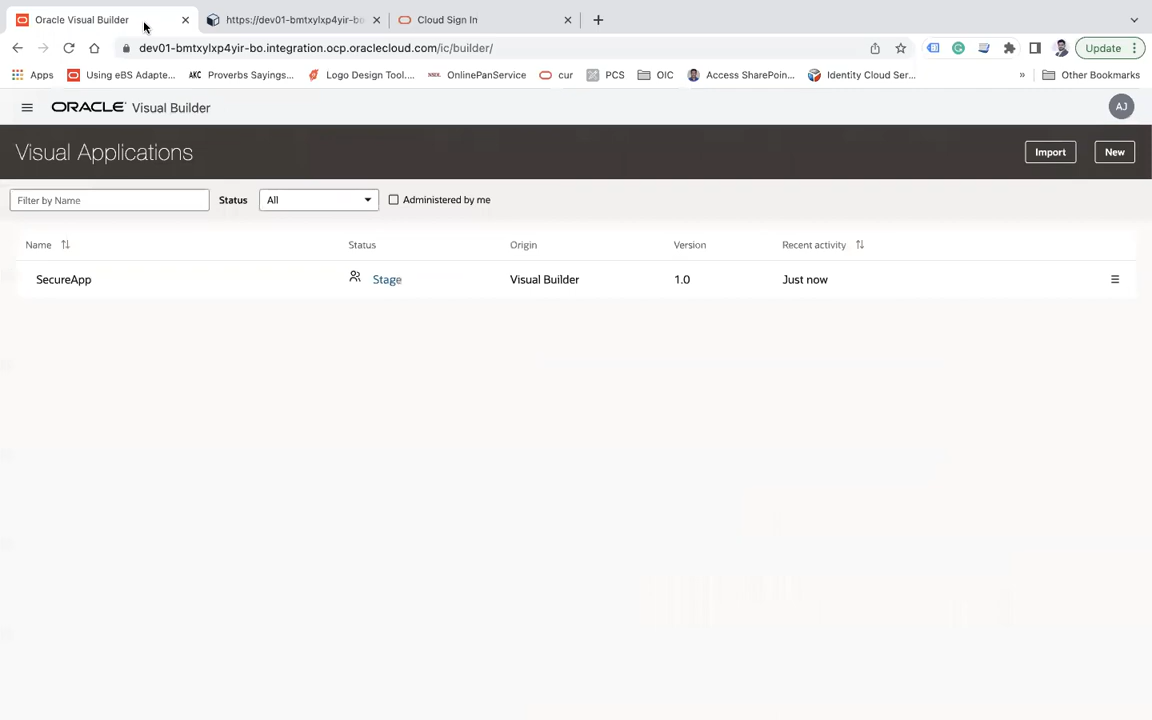 Oracle Visual Builder
https://dev01-bmtxylxp4yir-bo
Cloud Sign In
dev01-bmtxylxp4yir-bo.integration.ocp.oraclecloud.com/ic/builder/
Update
Apps
Using eBS Adapte...
AKC
Proverbs Sayings...
Logo Design Tool....
OnlinePanService
cur
PCS
OIC
Access SharePoin...
Identity Cloud Ser...
»
Other Bookmarks
ORACLE Visual Builder
AJ
Visual Applications
Import
New
Filter by Name
Status
All
Administered by me
Name
Status
Origin
Version
Recent activity
SecureApp
Stage
Visual Builder
1.0
Just now